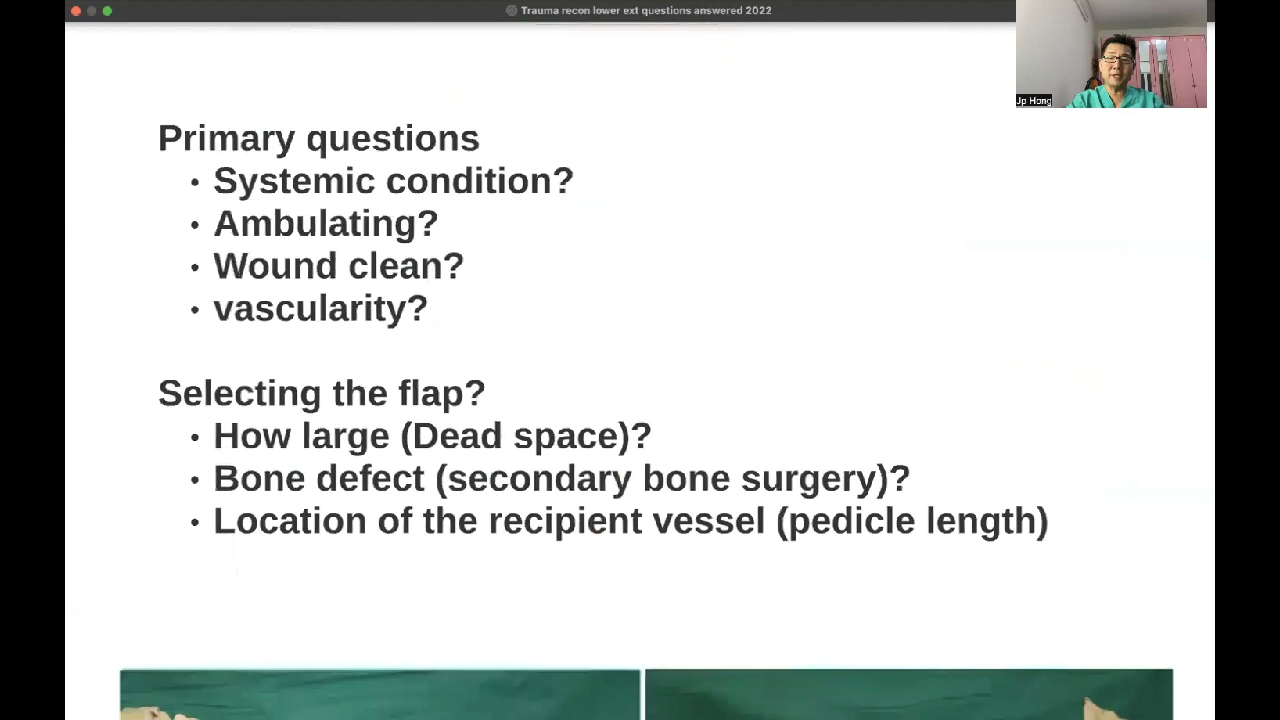 Trauma recon lower ext questions answered 2022
Jp Hong
Primary questions
• Systemic condition?
• Ambulating?
• Wound clean?
• vascularity?
Selecting the flap?
• How large (Dead space)?
• Bone defect (secondary bone surgery)?
• Location of the recipient vessel (pedicle length)